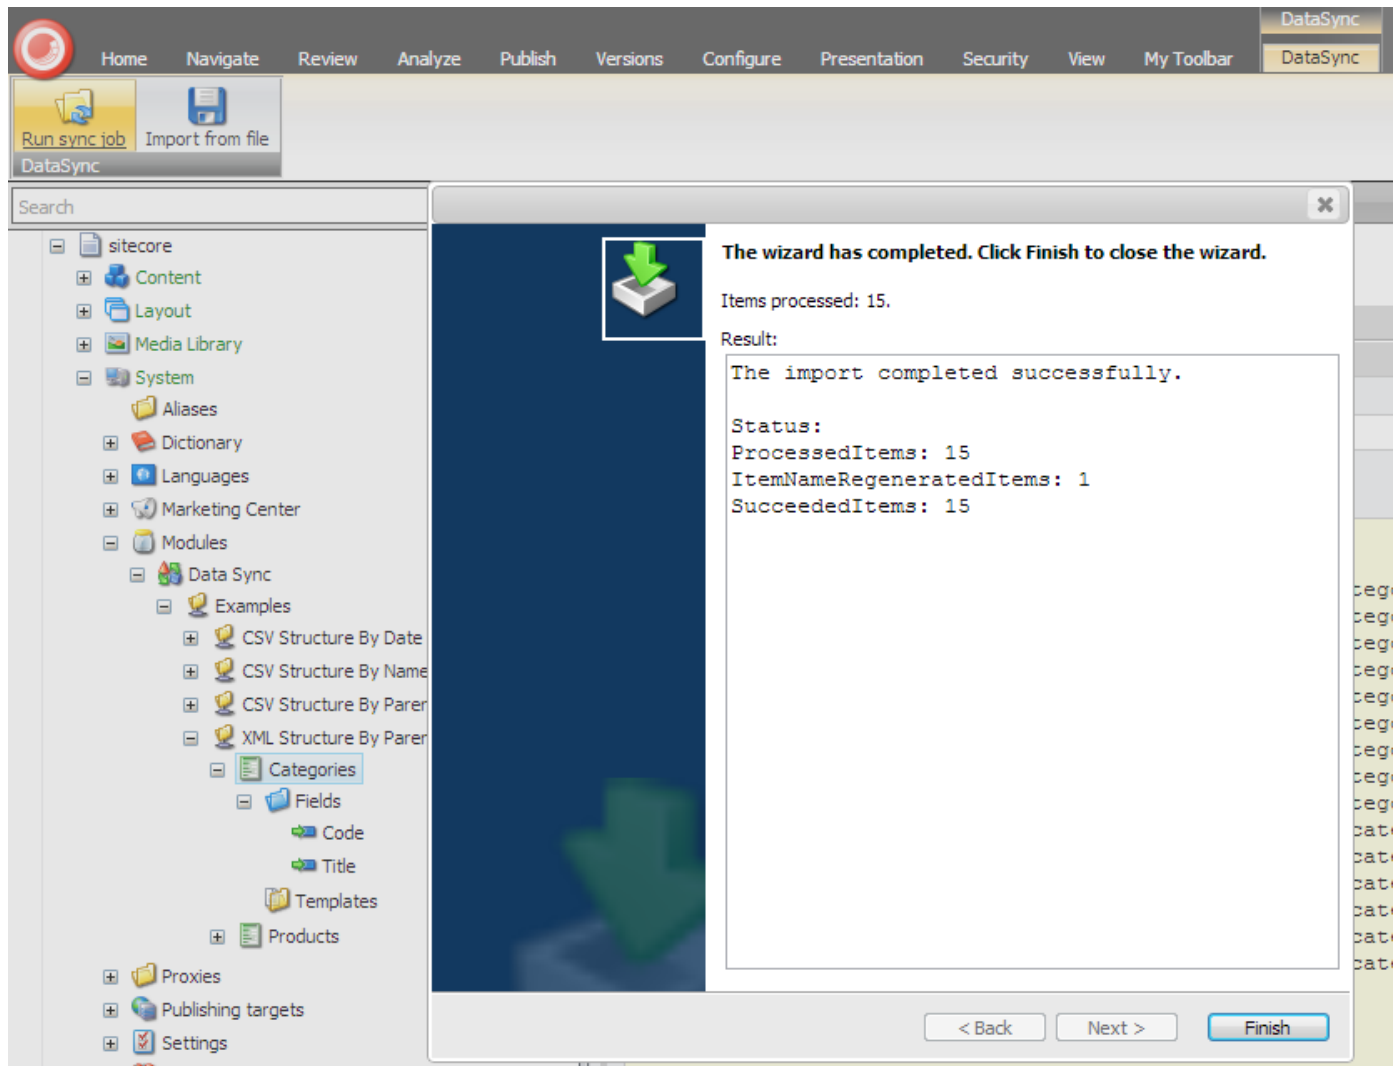 DataSync
Home Navigate Review Analyze Publish Versions Configure Presentation Security View My Toolbar DataSync
Run sync job Import from file
DataSync
Search
sitecore
Content
Layout
Media Library
System
Aliases
Dictionary
Languages
Marketing Center
Modules
Data Sync
Examples
CSV Structure By Date
CSV Structure By Name
CSV Structure By Paren
XML Structure By Paren
Categories
Fields
Code
Title
Templates
Products
Proxies
Publishing targets
Settings
The wizard has completed. Click Finish to close the wizard.
Items processed: 15.
Result:
The import completed successfully.
Status:
ProcessedItems: 15
ItemNameRegeneratedItems: 1
SucceededItems: 15
< Back Next > Finish